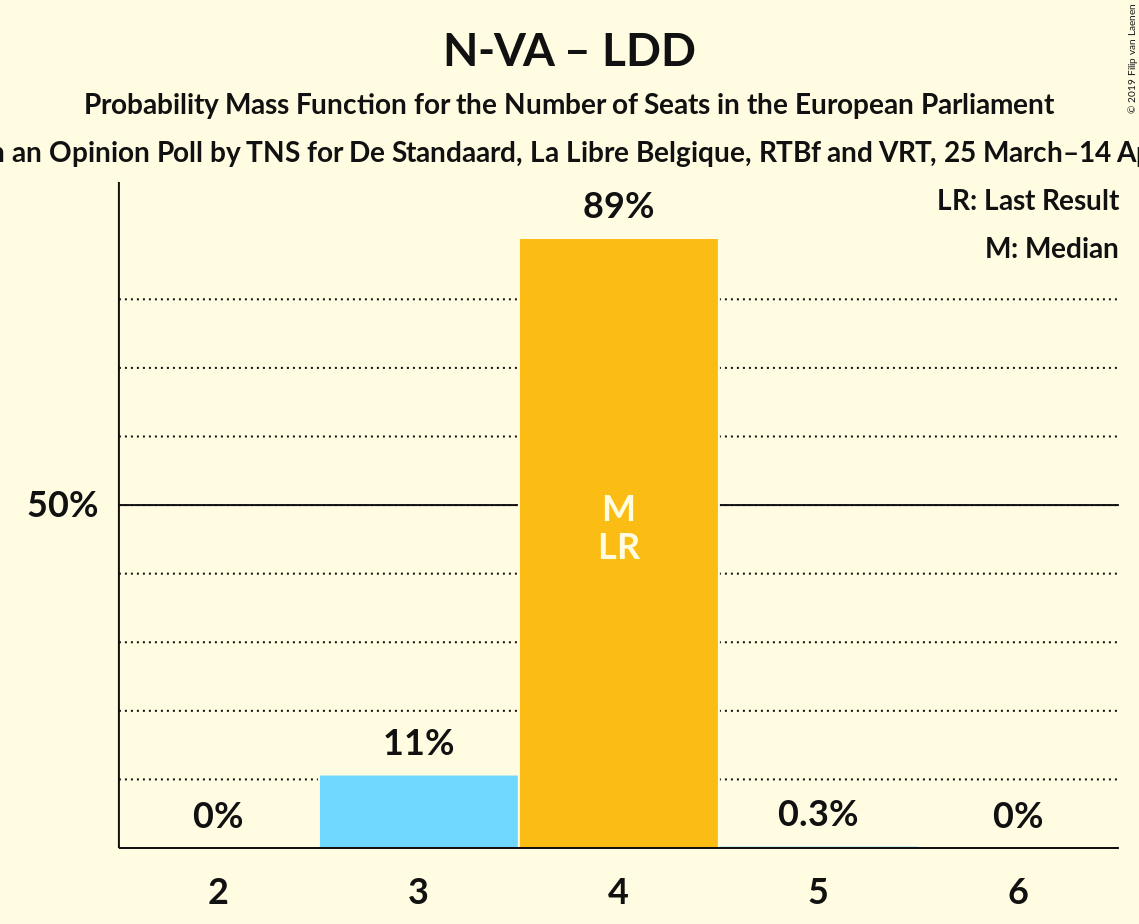 N-VA – LDD
Probability Mass Function for the Number of Seats in the European Parliament
an Opinion Poll by TNS for De Standaard, La Libre Belgique, RTBf and VRT, 25 March–14
© 2019 Filip van Laenen
LR: Last Result
M: Median
89%
50%
M
LR
11%
0%
0.3%
0%
2
3
4
5
6